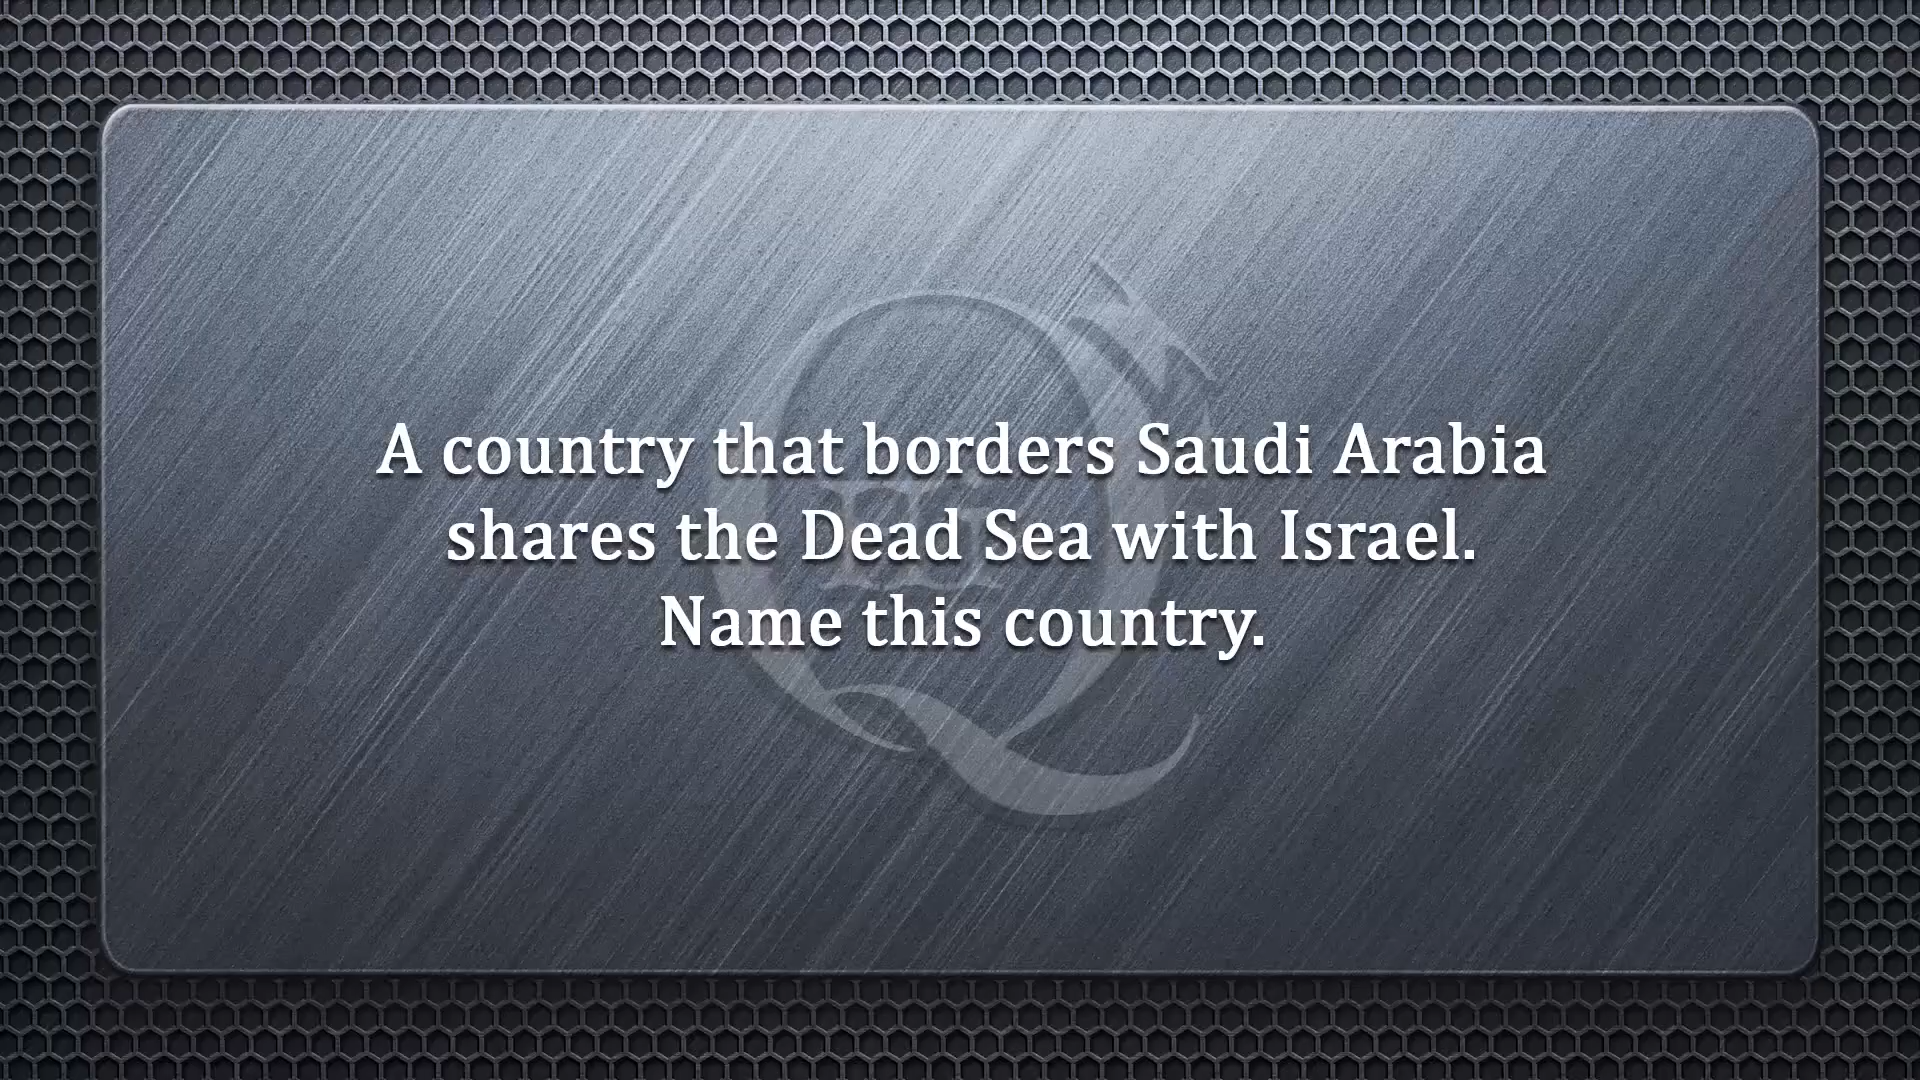 A country that borders Saudi Arabia
shares the Dead Sea with Israel.
Name this country.